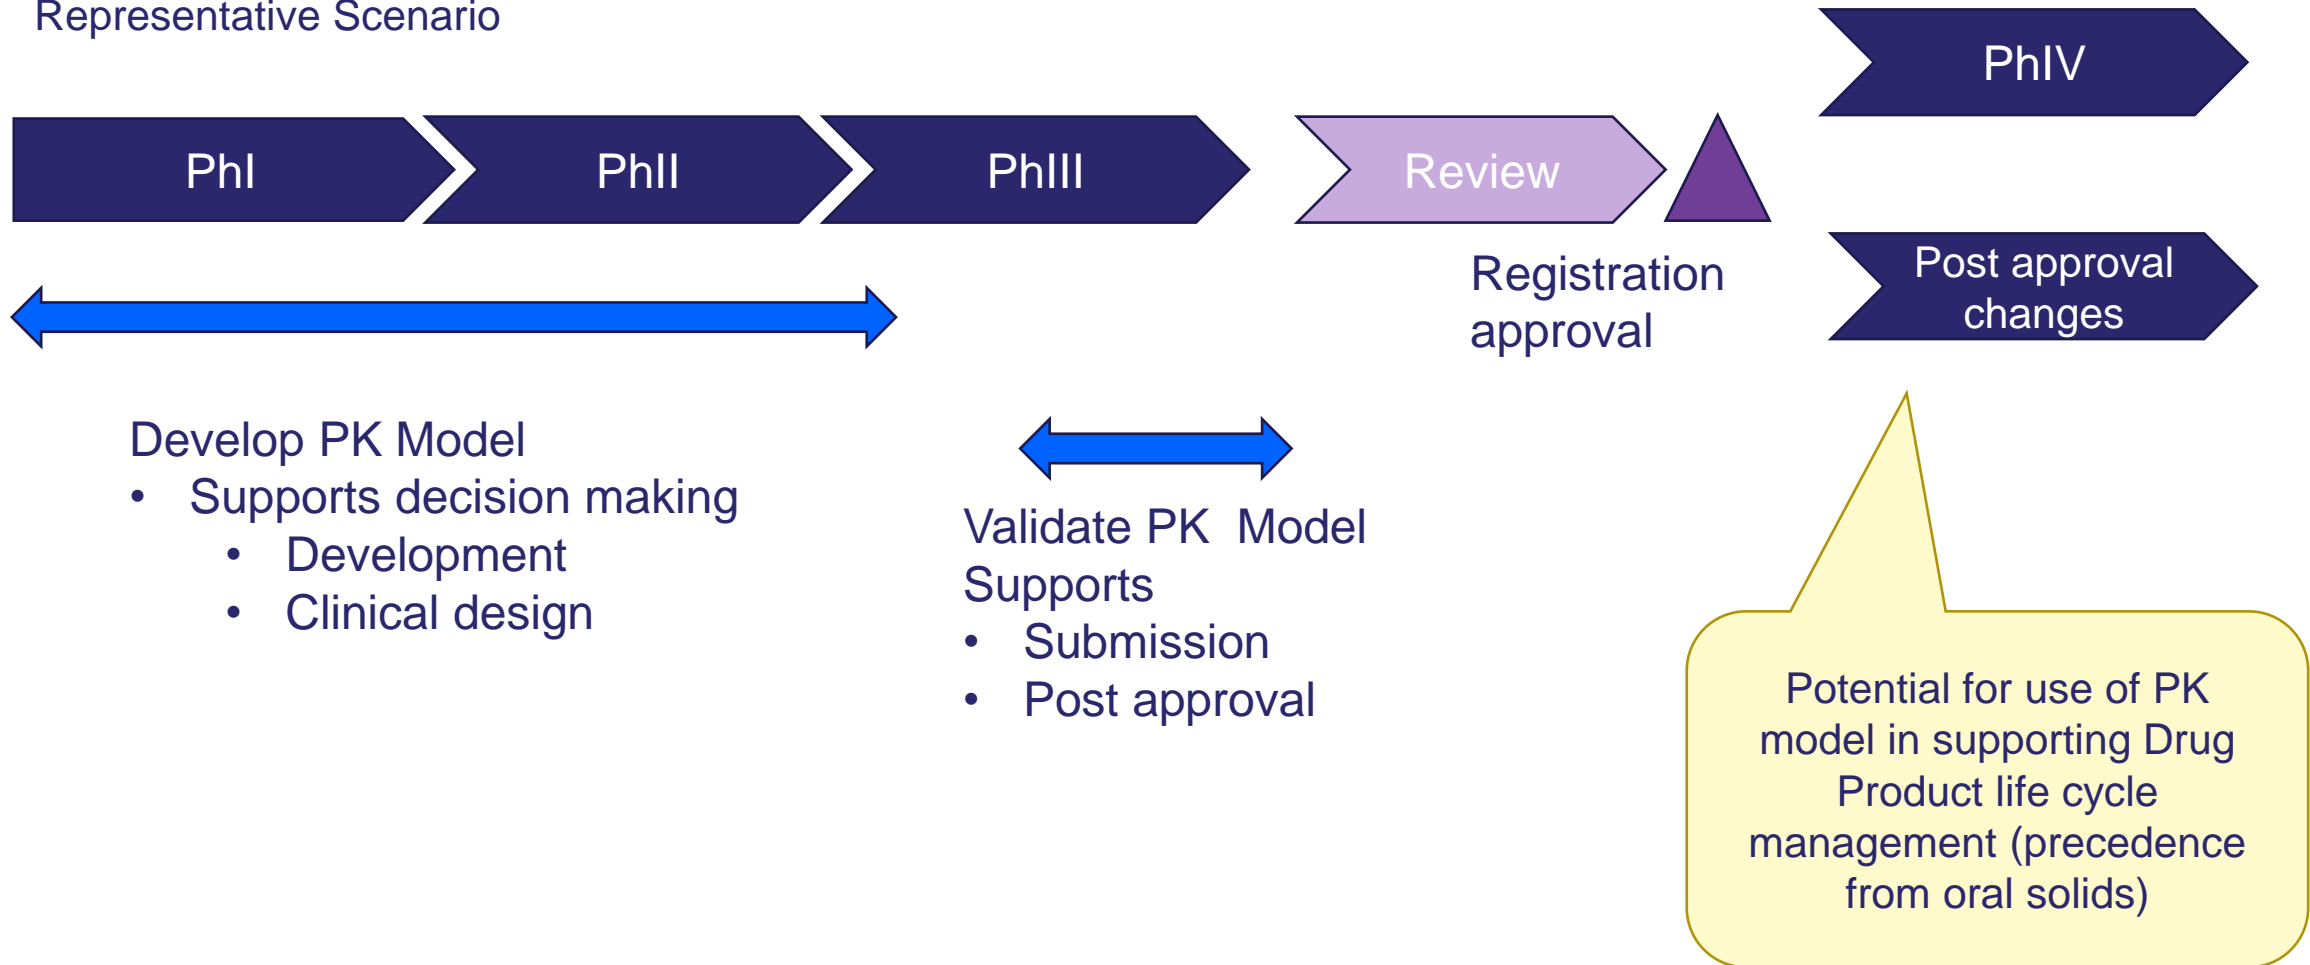 Representative Scenario
PhI
PhII
PhIII
Review
PhIV
Registration
approval
Post approval
changes
Develop PK Model
• Supports decision making
• Development
• Clinical design
Validate PK  Model
Supports
• Submission
• Post approval
Potential for use of PK
model in supporting Drug
Product life cycle
management (precedence
from oral solids)